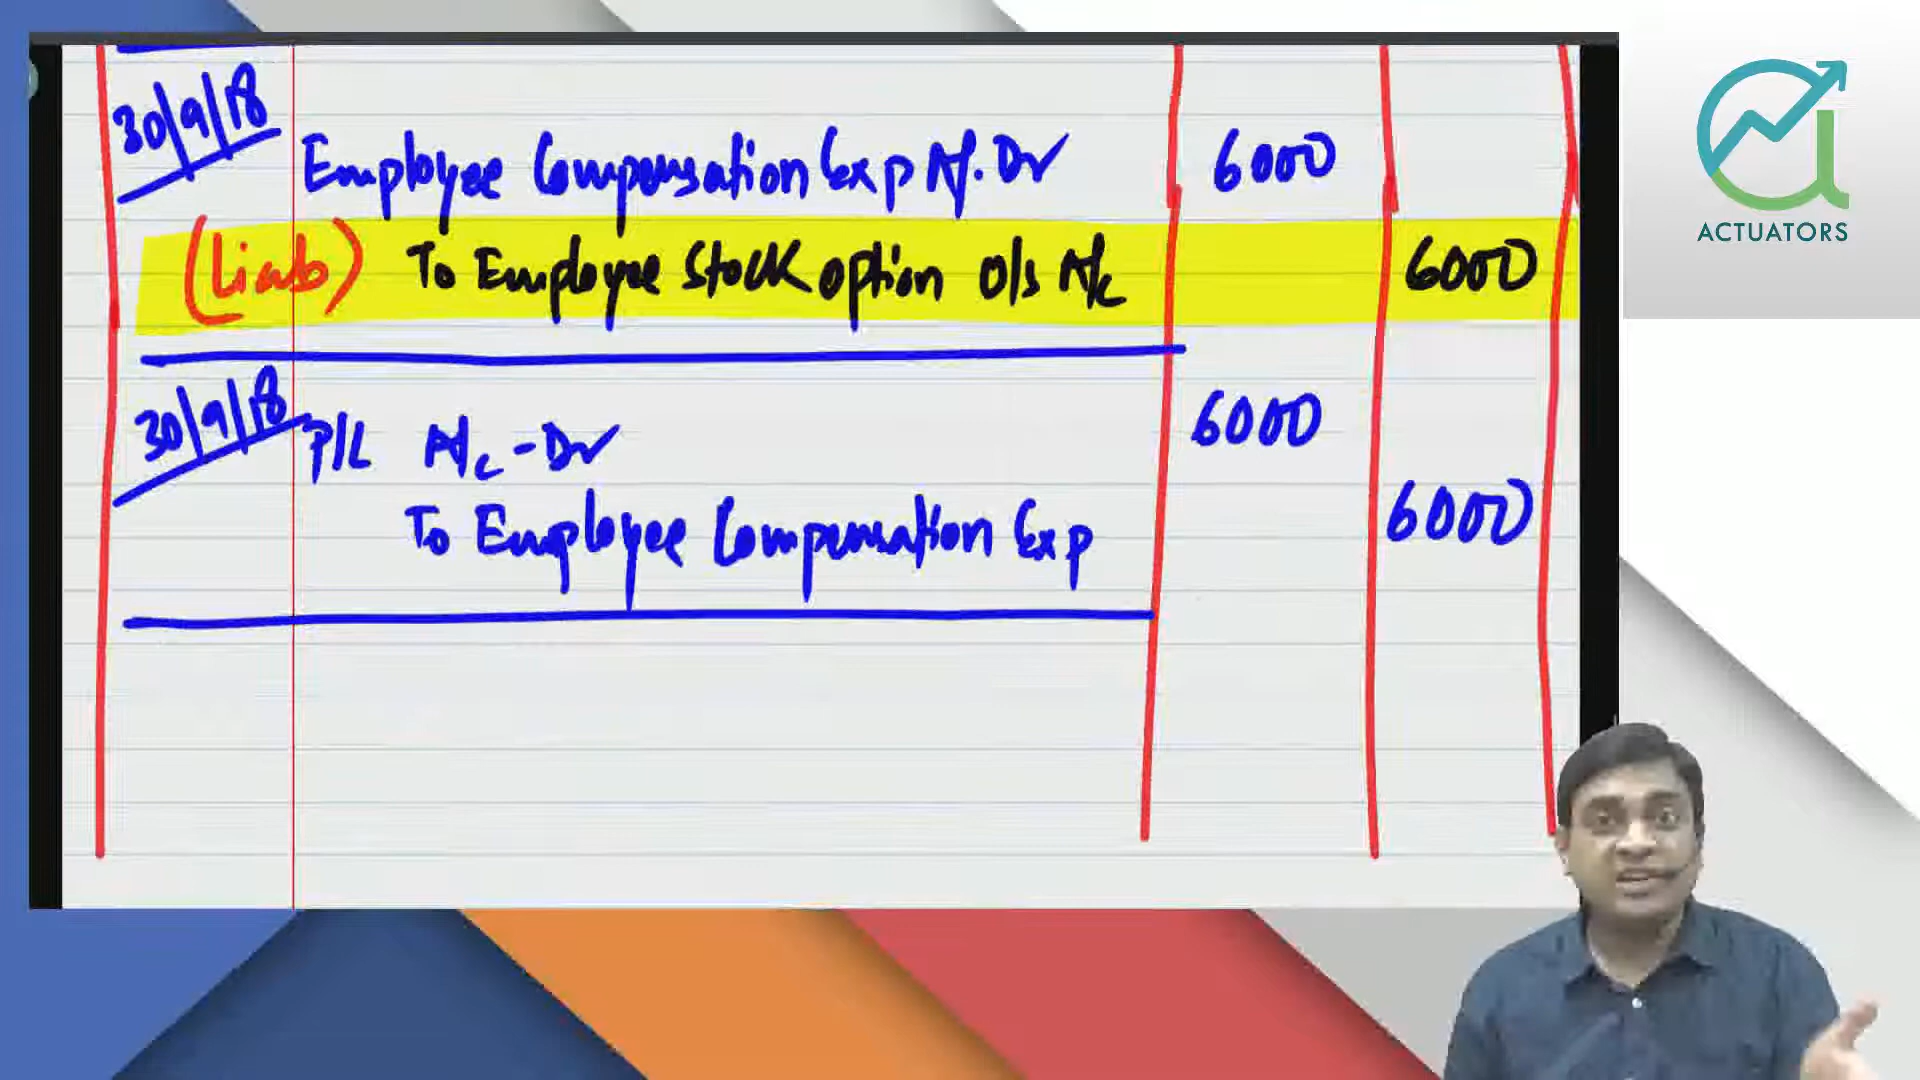 30/9/18
Employee Compensation Exp A/c. Dr 6000
(Liab) To Employee Stock option o/s A/c 6000
30/9/18 P/L A/c - Dr 6000
To Employee Compensation Exp 6000
ACTUATORS